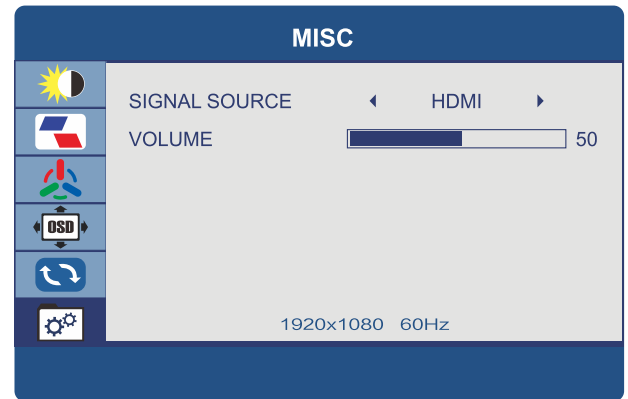 MISC
SIGNAL SOURCE HDMI
VOLUME 50
OSD
1920x1080 60Hz